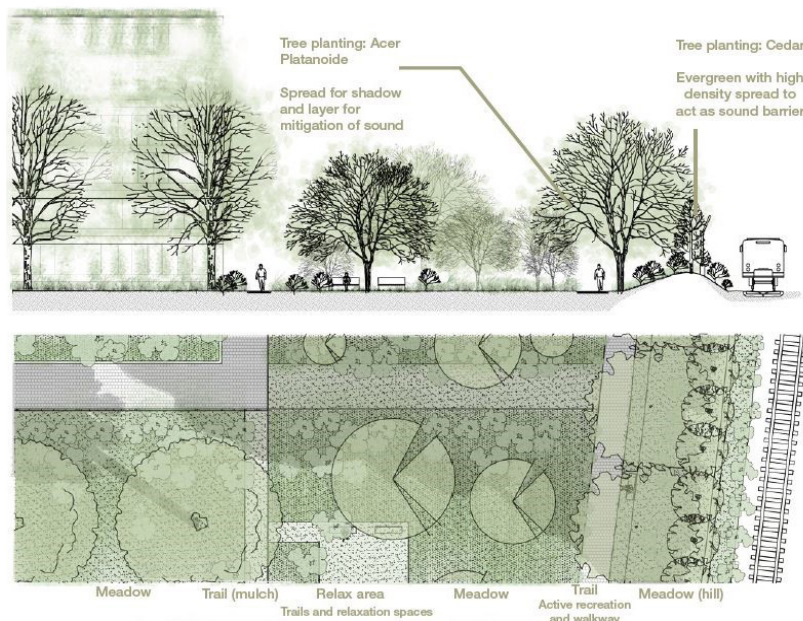 Tree planting: Acer
Platanoide
Spread for shadow
and layer for
mitigation of sound
Tree planting: Cedar
Evergreen with high
density spread to
act as sound barrier
Meadow
Trail (mulch)
Relax area
Trails and relaxation spaces
Meadow
Trail
Active recreation
and walkway
Meadow (hill)